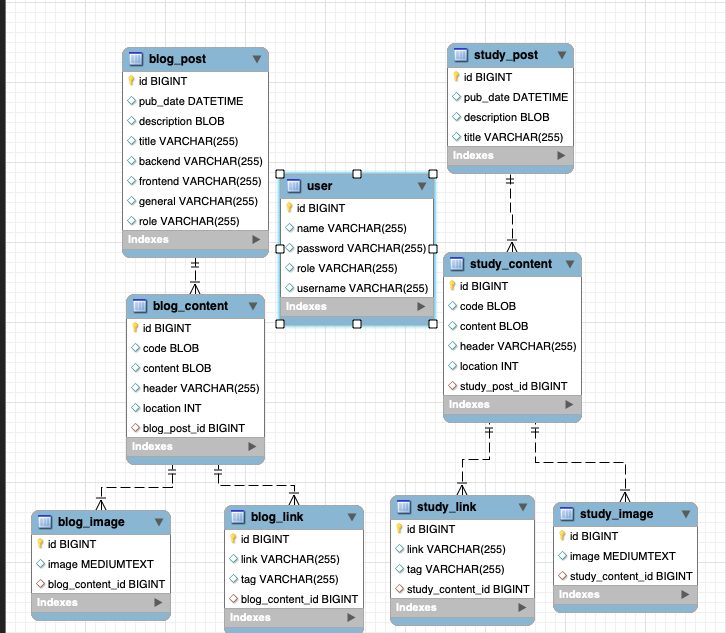 blog_post
id BIGINT
pub_date DATETIME
description BLOB
title VARCHAR(255)
backend VARCHAR(255)
frontend VARCHAR(255)
general VARCHAR(255)
role VARCHAR(255)
Indexes
study_post
id BIGINT
pub_date DATETIME
description BLOB
title VARCHAR(255)
Indexes
user
id BIGINT
name VARCHAR(255)
password VARCHAR(255)
role VARCHAR(255)
username VARCHAR(255)
Indexes
blog_content
id BIGINT
code BLOB
content BLOB
header VARCHAR(255)
location INT
blog_post_id BIGINT
Indexes
study_content
id BIGINT
code BLOB
content BLOB
header VARCHAR(255)
location INT
study_post_id BIGINT
Indexes
blog_image
id BIGINT
image MEDIUMTEXT
blog_content_id BIGINT
Indexes
blog_link
id BIGINT
link VARCHAR(255)
tag VARCHAR(255)
blog_content_id BIGINT
Indexes
study_link
id BIGINT
link VARCHAR(255)
tag VARCHAR(255)
study_content_id BIGINT
Indexes
study_image
id BIGINT
image MEDIUMTEXT
study_content_id BIGINT
Indexes